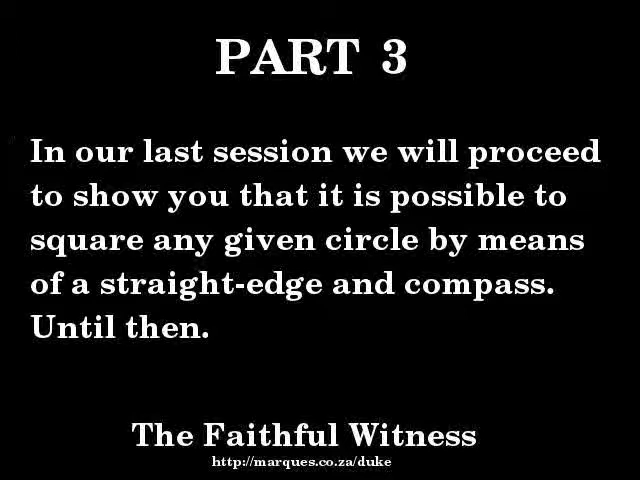 PART 3
In our last session we will proceed
to show you that it is possible to
square any given circle by means
of a straight-edge and compass.
Until then.
The Faithful Witness
http://marques.co.za/duke